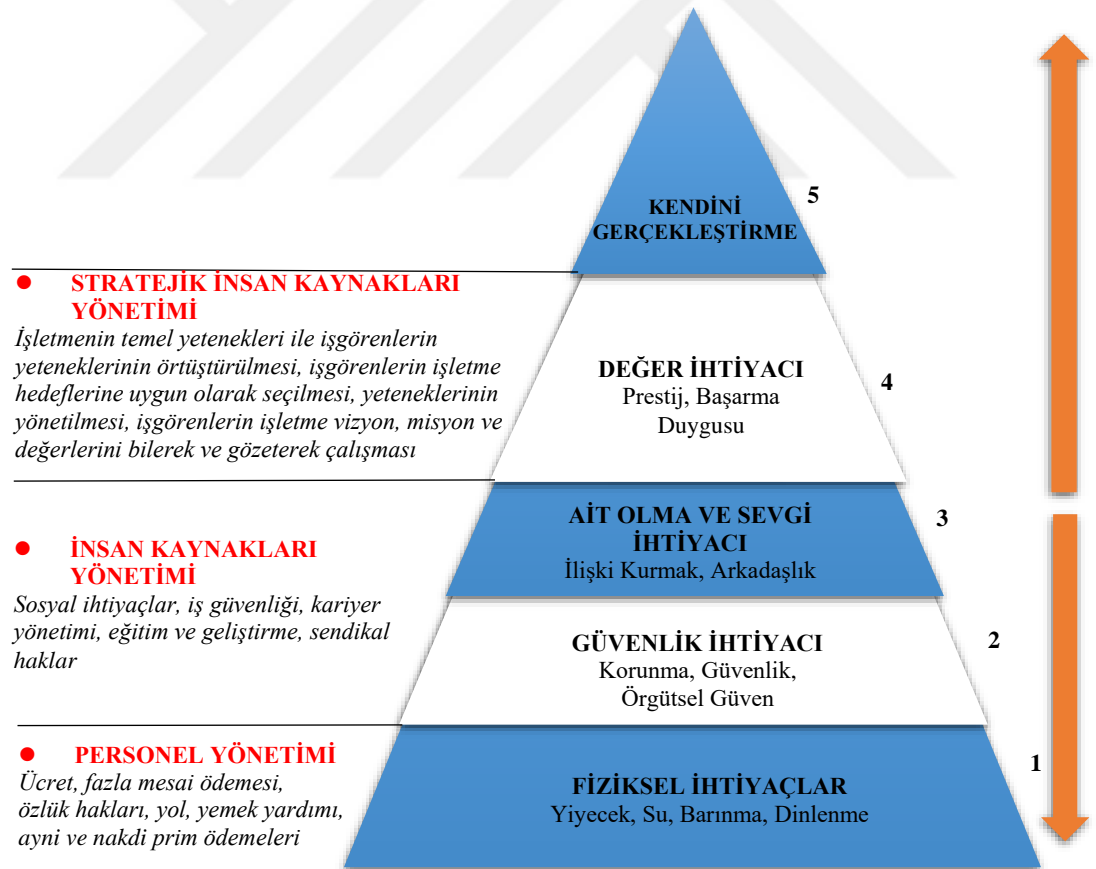 5
KENDİNİ
GERÇEKLEŞTİRME
● STRATEJİK İNSAN KAYNAKLARI
YÖNETİMİ
İşletmenin temel yetenekleri ile işgörenlerin
yeteneklerinin örtüştürülmesi, işgörenlerin işletme
hedeflerine uygun olarak seçilmesi, yeteneklerinin
yönetilmesi, işgörenlerin işletme vizyon, misyon ve
değerlerini bilerek ve gözeterek çalışması
DEĞER İHTİYACI
Prestij, Başarma
Duygusu
4
AİT OLMA VE SEVGİ
İHTİYACI
İlişki Kurmak, Arkadaşlık
3
● İNSAN KAYNAKLARI
YÖNETİMİ
Sosyal ihtiyaçlar, iş güvenliği, kariyer
yönetimi, eğitim ve geliştirme, sendikal
haklar
GÜVENLİK İHTİYACI
Korunma, Güvenlik,
Örgütsel Güven
2
● PERSONEL YÖNETİMİ
Ücret, fazla mesai ödemesi,
özlük hakları, yol, yemek yardımı,
ayni ve nakdi prim ödemeleri
FİZİKSEL İHTİYAÇLAR
Yiyecek, Su, Barınma, Dinlenme
1